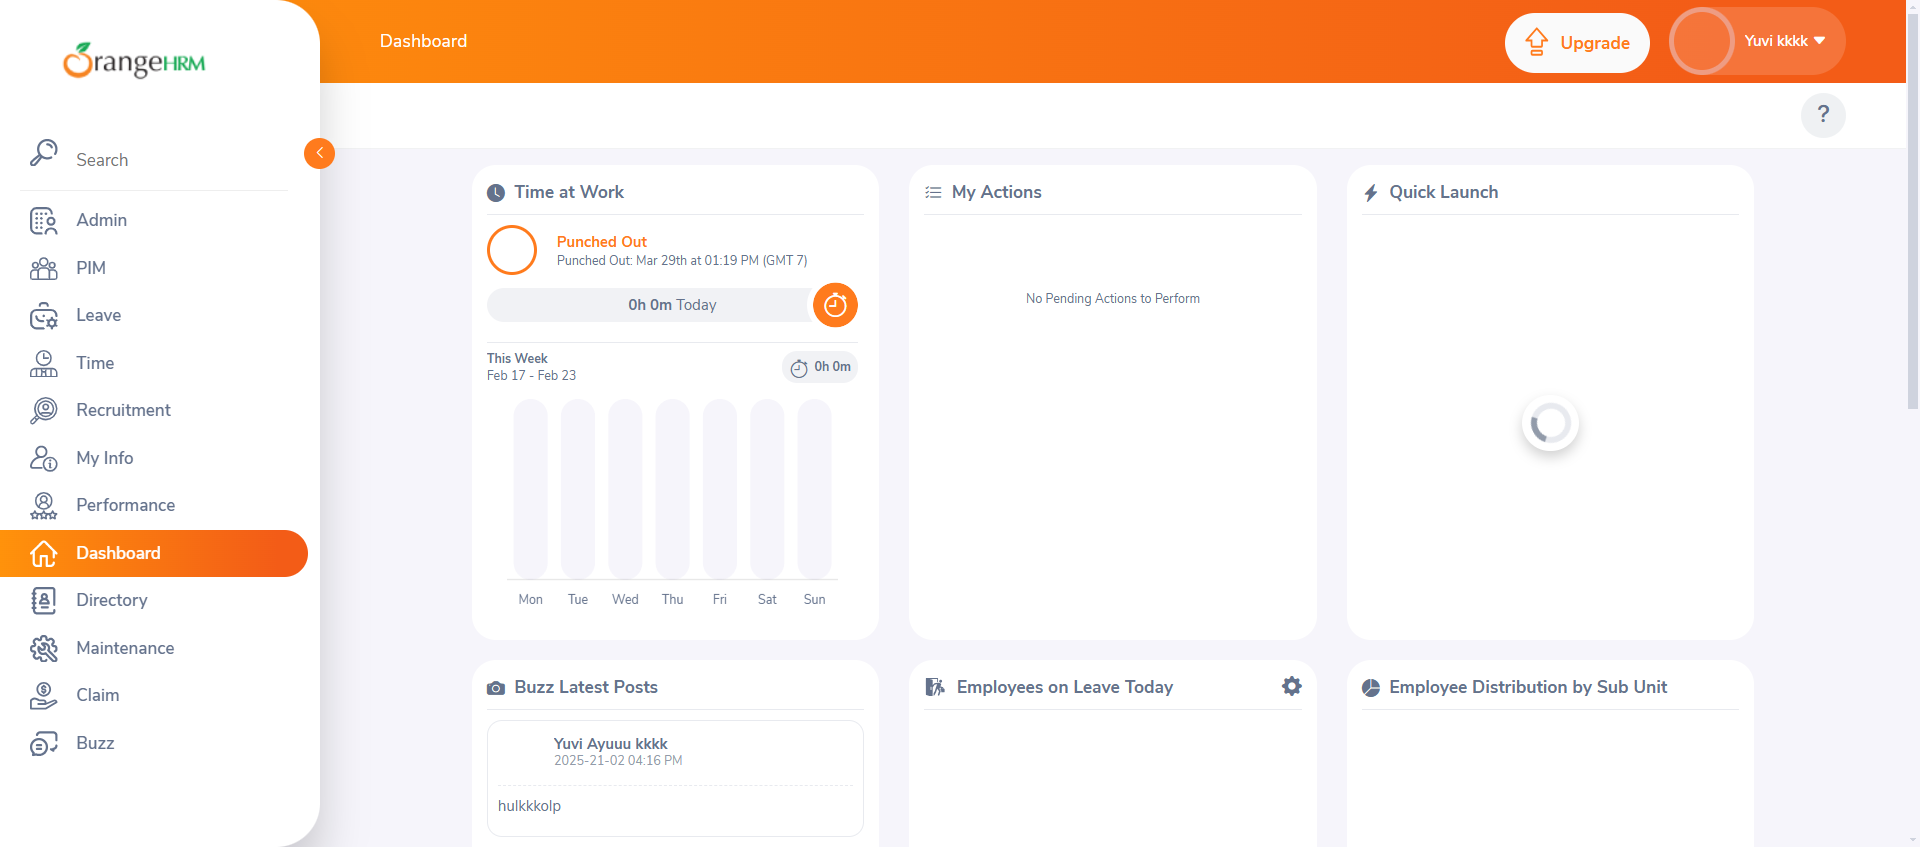 OrangeHRM
Dashboard
Upgrade
Yuvi kkkk
?
Search
Admin
PIM
Leave
Time
Recruitment
My Info
Performance
Dashboard
Directory
Maintenance
Claim
Buzz
Time at Work
Punched Out
Punched Out: Mar 29th at 01:19 PM (GMT 7)
0h 0m Today
This Week
Feb 17 - Feb 23
0h 0m
Mon Tue Wed Thu Fri Sat Sun
My Actions
No Pending Actions to Perform
Quick Launch
Buzz Latest Posts
Yuvi Ayuuu kkkk
2025-21-02 04:16 PM
hulkkkolp
Employees on Leave Today
Employee Distribution by Sub Unit